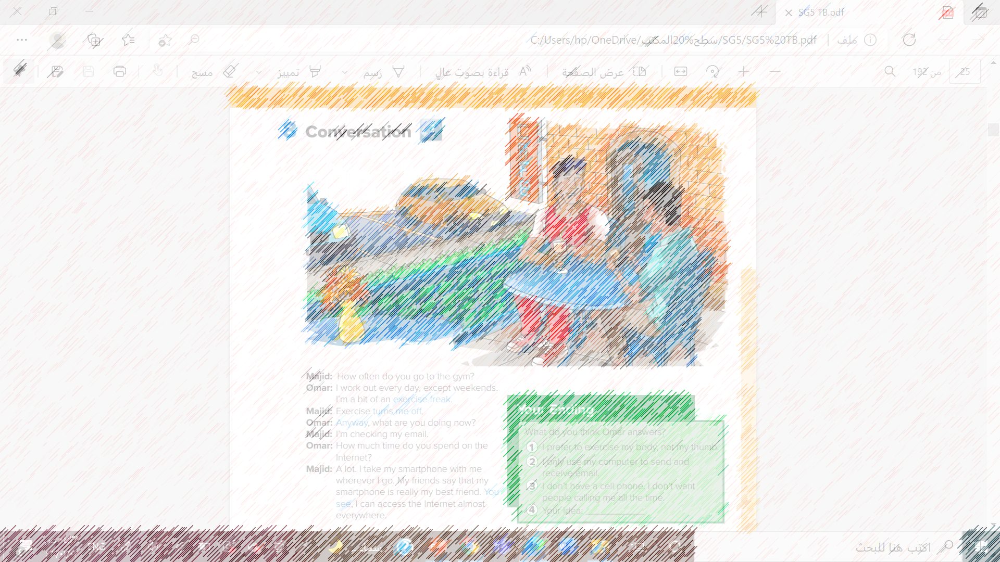 SG5 TB.pdf
C:/Users/hp/OneDrive/سطح%20المكتب/SG5/SG5%20TB.pdf
ملف
مسح
تمييز
رسم
قراءة بصوت عالٍ
عرض الصفحة
من 192
25
6 Conversation
Majid: How often do you go to the gym?
Omar: I work out every day, except weekends.
I'm a bit of an exercise freak.
Majid: Exercise turns me off.
Omar: Anyway, what are you doing now?
Majid: I'm checking my email.
Omar: How much time do you spend on the
Internet?
Majid: A lot. I take my smartphone with me
wherever I go. My friends say that my
smartphone is really my best friend. You
see, I can access the Internet almost
everywhere.
Your Ending
What do you think Omar answers?
1 I prefer to exercise my body, not my thumb.
2 I only use my computer to send and
receive email.
3 I don't have a cell phone. I don't want
people calling me all the time.
4 Your idea:
ENG
اكتب هنا للبحث